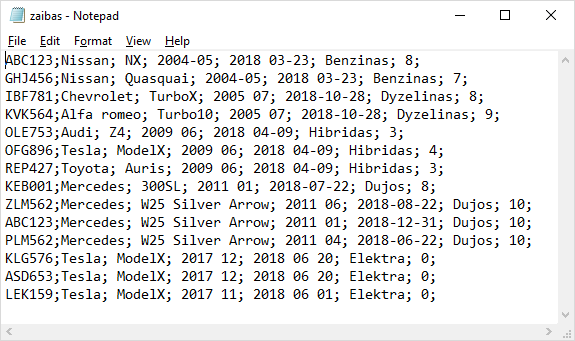 zaibas - Notepad
File Edit Format View Help
ABC123;Nissan; NX; 2004-05; 2018 03-23; Benzinas; 8;
GHJ456;Nissan; Quasquai; 2004-05; 2018 03-23; Benzinas; 7;
IBF781;Chevrolet; TurboX; 2005 07; 2018-10-28; Dyzelinas; 8;
KVK564;Alfa romeo; Turbo10; 2005 07; 2018-10-28; Dyzelinas; 9;
OLE753;Audi; Z4; 2009 06; 2018 04-09; Hibridas; 3;
OFG896;Tesla; ModelX; 2009 06; 2018 04-09; Hibridas; 4;
REP427;Toyota; Auris; 2009 06; 2018 04-09; Hibridas; 3;
KEB001;Mercedes; 300SL; 2011 01; 2018-07-22; Dujos; 8;
ZLM562;Mercedes; W25 Silver Arrow; 2011 06; 2018-08-22; Dujos; 10;
ABC123;Mercedes; W25 Silver Arrow; 2011 01; 2018-12-31; Dujos; 10;
PLM562;Mercedes; W25 Silver Arrow; 2011 04; 2018-06-22; Dujos; 10;
KLG576;Tesla; ModelX; 2017 12; 2018 06 20; Elektra; 0;
ASD653;Tesla; ModelX; 2017 12; 2018 06 20; Elektra; 0;
LEK159;Tesla; ModelX; 2017 11; 2018 06 01; Elektra; 0;